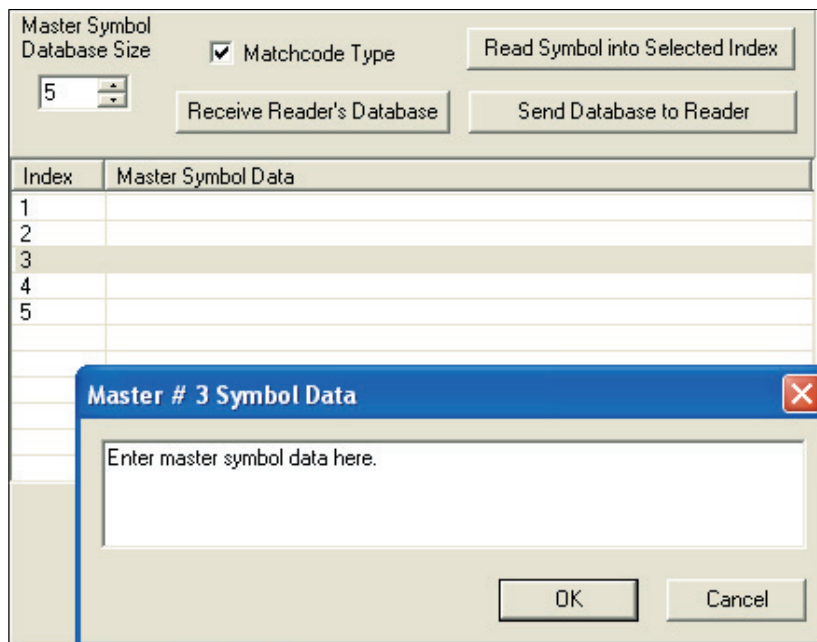 Master Symbol
Database Size
5
Matchcode Type
Read Symbol into Selected Index
Receive Reader's Database
Send Database to Reader
Index Master Symbol Data
1
2
3
4
5
Master # 3 Symbol Data
Enter master symbol data here.
OK Cancel